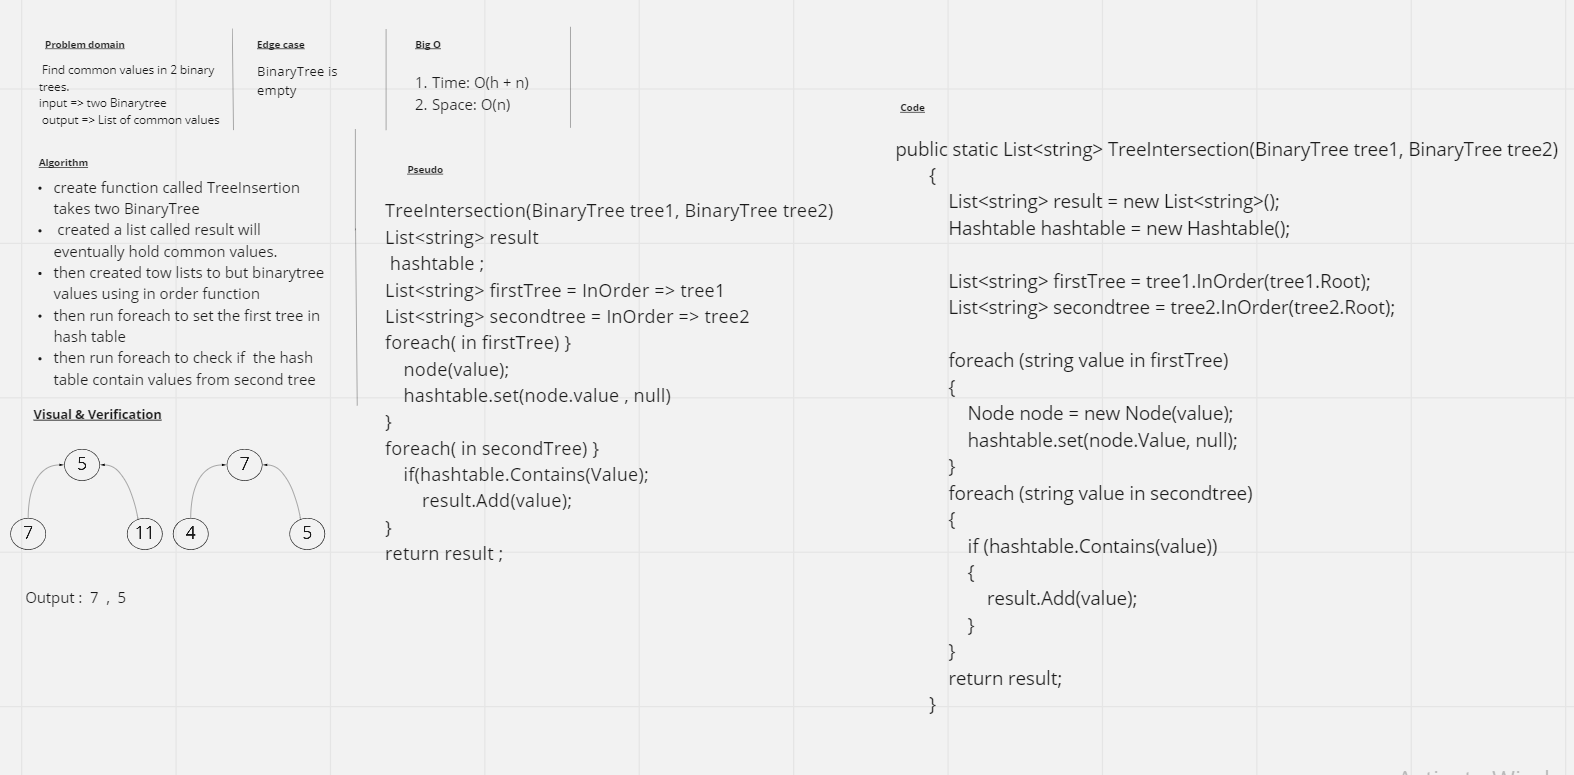 Problem domain
Find common values in 2 binary
trees.
input => two Binarytree
output => List of common values
Edge case
BinaryTree is
empty
Big O
1. Time: O(h + n)
2. Space: O(n)
Algorithm
• create function called TreeInsertion
takes two BinaryTree
• created a list called result will
eventually hold common values.
• then created tow lists to but binarytree
values using in order function
• then run foreach to set the first tree in
hash table
• then run foreach to check if the hash
table contain values from second tree
Visual & Verification
5
7
11
7
4
5
Output : 7 , 5
Pseudo
TreeIntersection(BinaryTree tree1, BinaryTree tree2)
List<string> result
hashtable ;
List<string> firstTree = InOrder => tree1
List<string> secondtree = InOrder => tree2
foreach( in firstTree) }
node(value);
hashtable.set(node.value , null)
}
foreach( in secondTree) }
if(hashtable.Contains(Value);
result.Add(value);
}
return result ;
Code
public static List<string> TreeIntersection(BinaryTree tree1, BinaryTree tree2)
{
List<string> result = new List<string>();
Hashtable hashtable = new Hashtable();
List<string> firstTree = tree1.InOrder(tree1.Root);
List<string> secondtree = tree2.InOrder(tree2.Root);
foreach (string value in firstTree)
{
Node node = new Node(value);
hashtable.set(node.Value, null);
}
foreach (string value in secondtree)
{
if (hashtable.Contains(value))
{
result.Add(value);
}
}
return result;
}